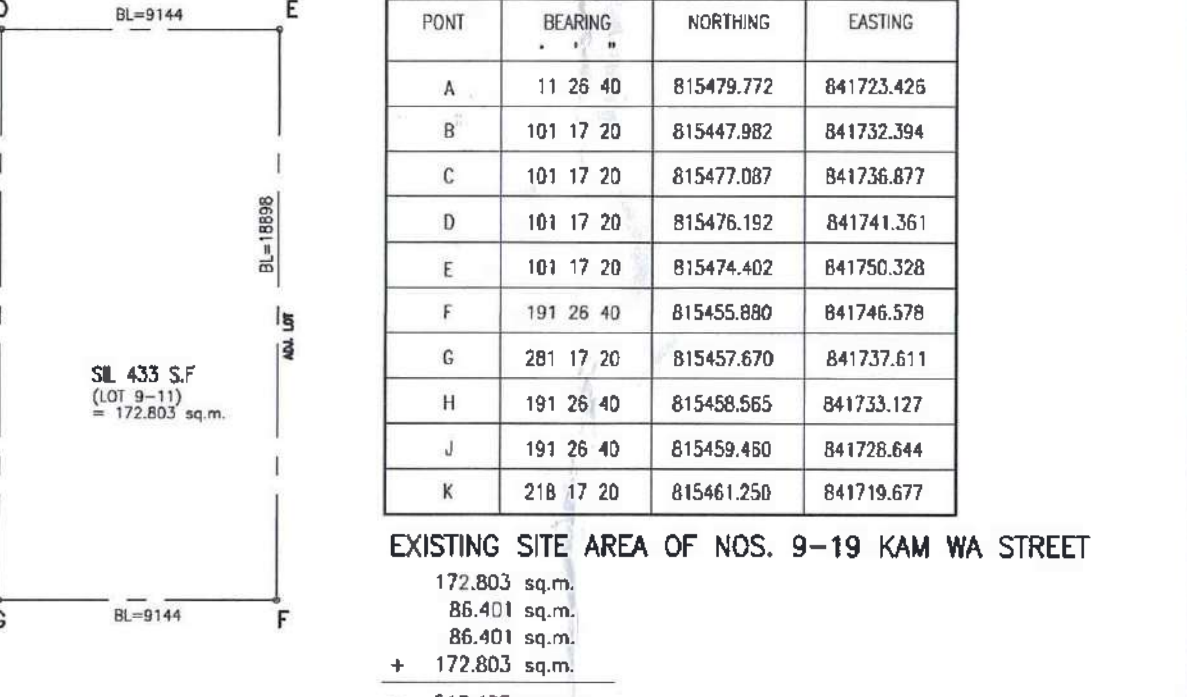 D
BL=9144
E
BL=18898
ADJ. LOT
SIL 433 S.F
(LOT 9-11)
= 172.803 sq.m.
G
BL=9144
F
PONT BEARING NORTHING EASTING
. ' "
A 11 26 40 815479.772 841723.426
B 101 17 20 815447.982 841732.394
C 101 17 20 815477.087 841736.877
D 101 17 20 815476.192 841741.361
E 101 17 20 815474.402 841750.328
F 191 26 40 815455.880 841746.578
G 281 17 20 815457.670 841737.611
H 191 26 40 815458.565 841733.127
J 191 26 40 815459.460 841728.644
K 218 17 20 815461.250 841719.677
EXISTING SITE AREA OF NOS. 9-19 KAM WA STREET
172.803 sq.m.
86.401 sq.m.
86.401 sq.m.
+ 172.803 sq.m.